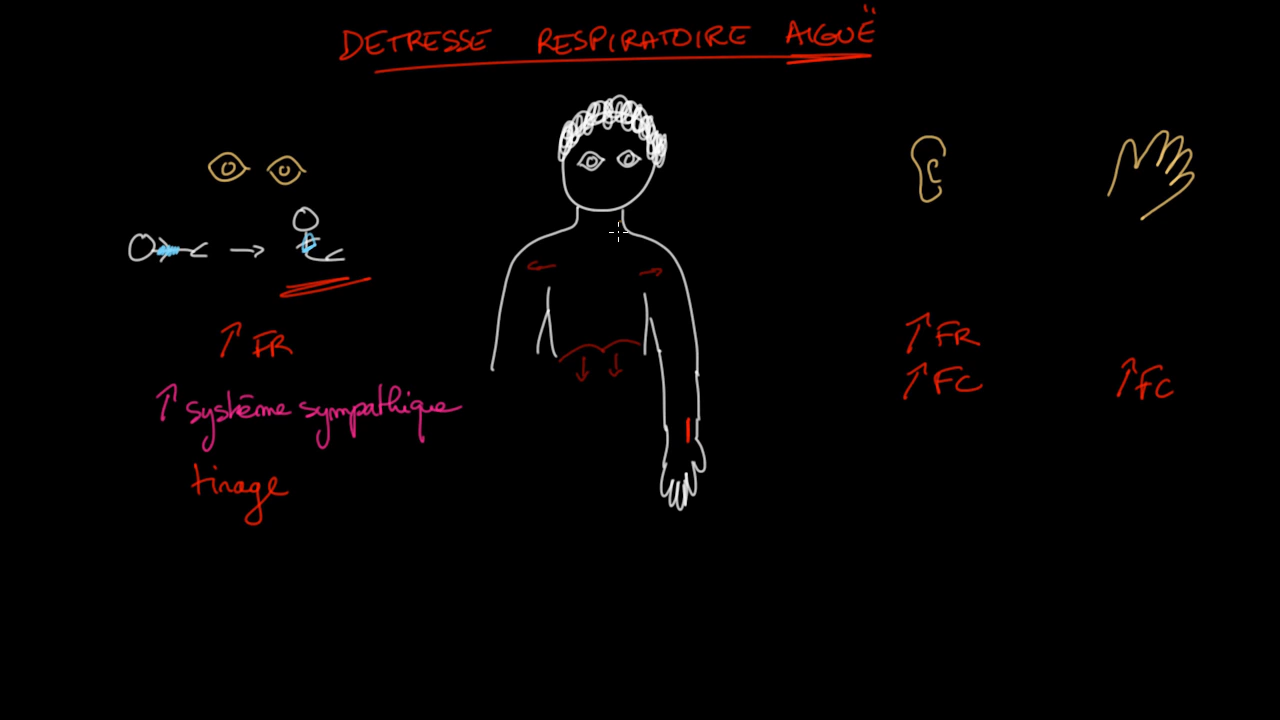 DETRESSE RESPIRATOIRE AIGUË
↑ FR
↑ système sympathique
tirage
↑ FR
↑ FC
↑ FC